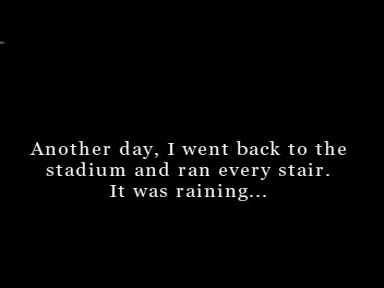 Another day, I went back to the
stadium and ran every stair.
It was raining...